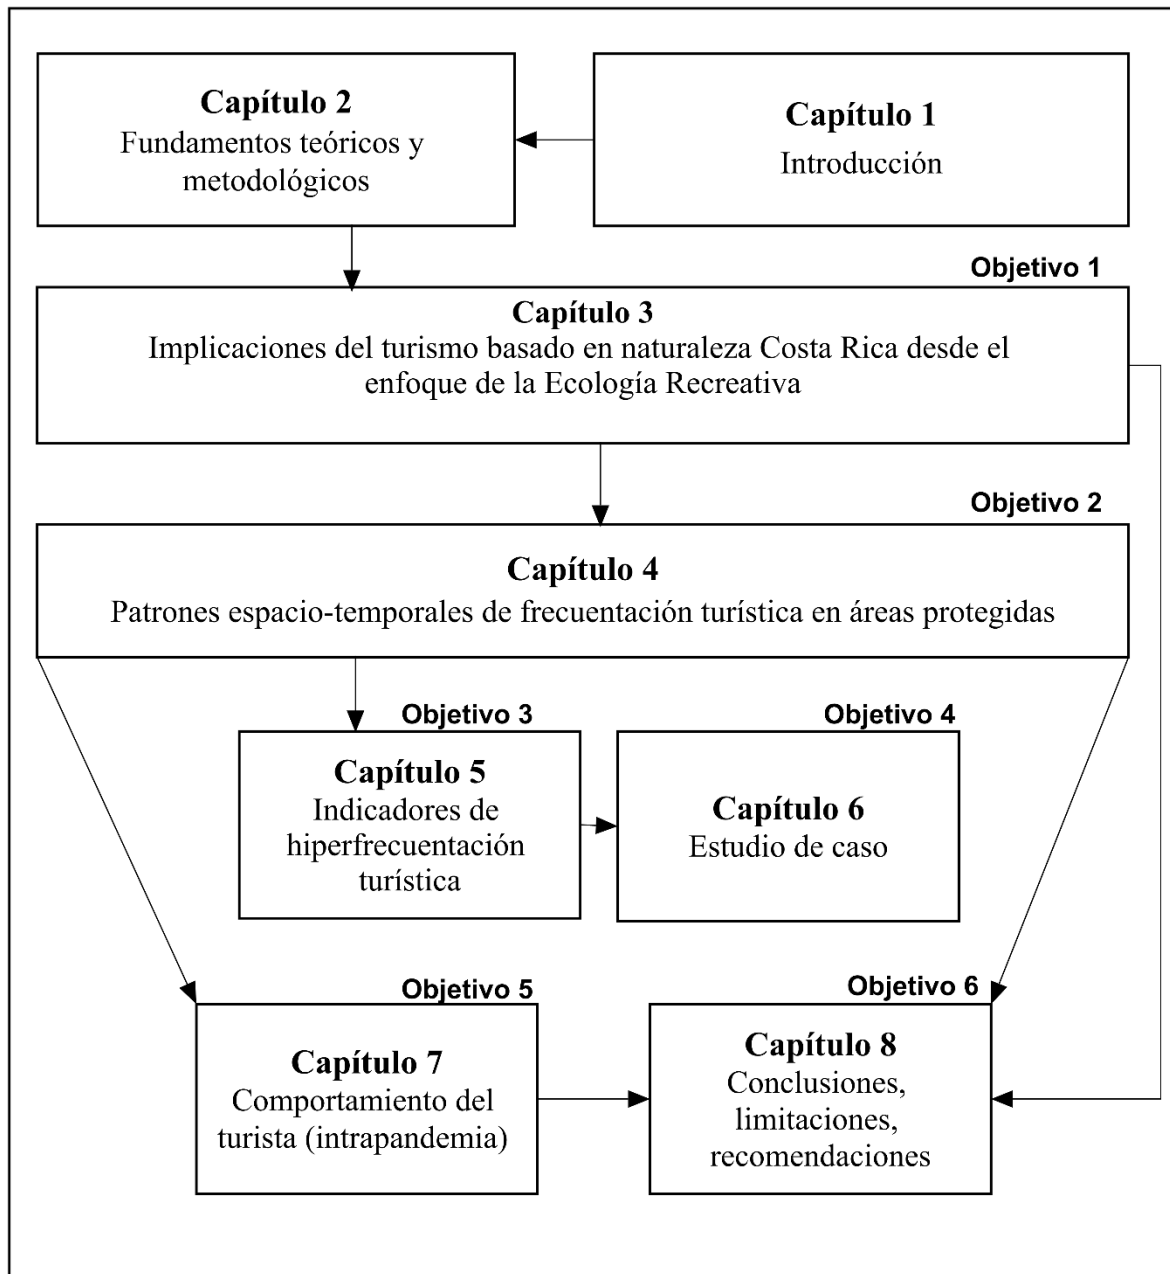 Capítulo 2
Fundamentos teóricos y
metodológicos
Capítulo 1
Introducción
Objetivo 1
Capítulo 3
Implicaciones del turismo basado en naturaleza Costa Rica desde el
enfoque de la Ecología Recreativa
Objetivo 2
Capítulo 4
Patrones espacio-temporales de frecuentación turística en áreas protegidas
Objetivo 3
Capítulo 5
Indicadores de
hiperfrecuentación
turística
Objetivo 4
Capítulo 6
Estudio de caso
Objetivo 5
Capítulo 7
Comportamiento del
turista (intrapandemia)
Objetivo 6
Capítulo 8
Conclusiones,
limitaciones,
recomendaciones